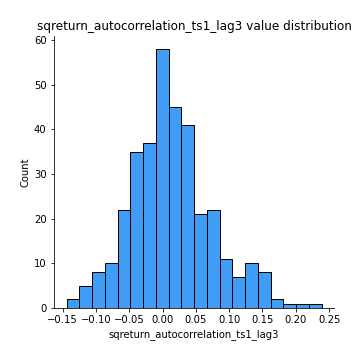 sqreturn_autocorrelation_ts1_lag3 value distribution
60
50
40
30
20
10
0
Count
−0.15 −0.10 −0.05 0.00 0.05 0.10 0.15 0.20 0.25
sqreturn_autocorrelation_ts1_lag3